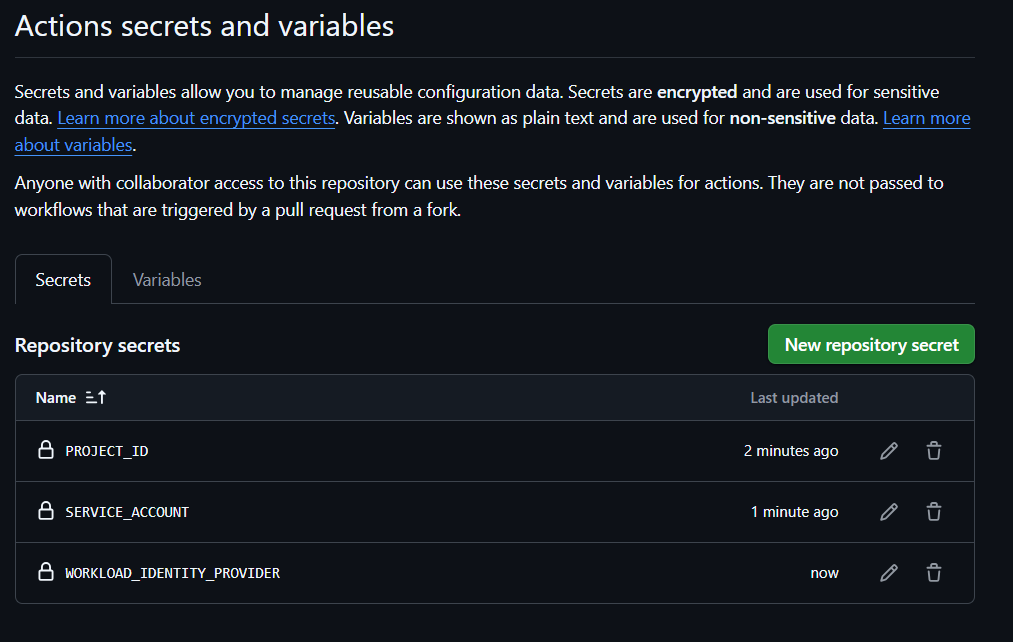 Actions secrets and variables
Secrets and variables allow you to manage reusable configuration data. Secrets are encrypted and are used for sensitive
data. Learn more about encrypted secrets. Variables are shown as plain text and are used for non-sensitive data. Learn more
about variables.
Anyone with collaborator access to this repository can use these secrets and variables for actions. They are not passed to
workflows that are triggered by a pull request from a fork.
Secrets Variables
Repository secrets New repository secret
Name Last updated
PROJECT_ID 2 minutes ago
SERVICE_ACCOUNT 1 minute ago
WORKLOAD_IDENTITY_PROVIDER now